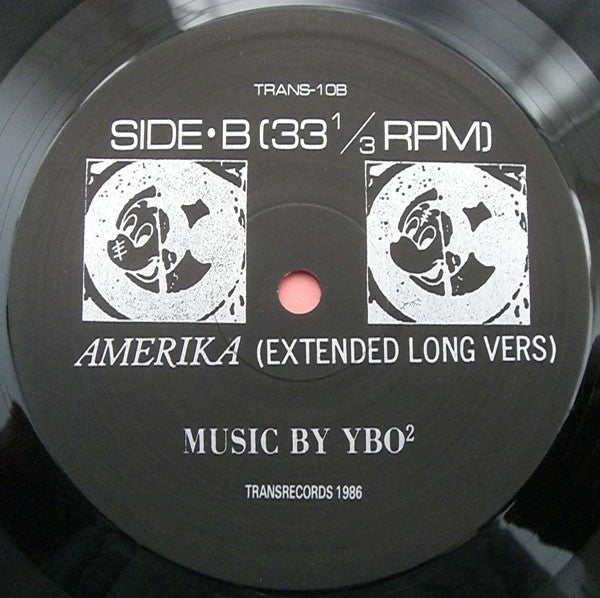 TRANS-10B
SIDE•B (33 1/3 RPM)
AMERIKA (EXTENDED LONG VERS)
MUSIC BY YBO²
TRANSRECORDS 1986